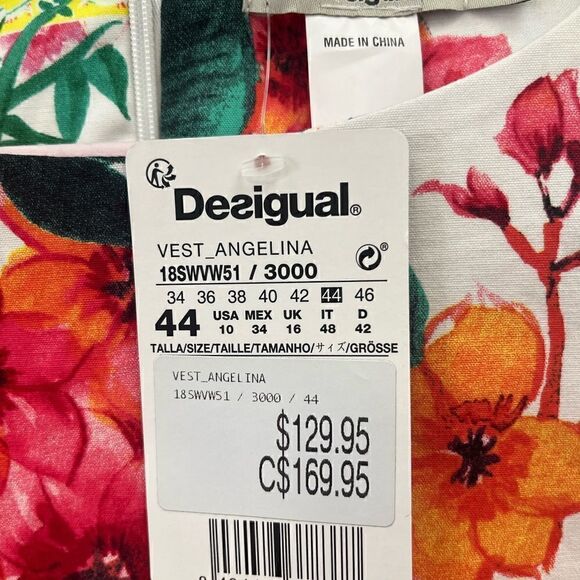 Desigual
MADE IN CHINA
Desigual®
VEST_ANGELINA
18SWVW51 / 3000
34 36 38 40 42 44 46
44 USA MEX UK IT D
10 34 16 48 42
TALLA/SIZE/TAILLE/TAMANHO/サイズ/GRÖSSE
VEST_ANGELINA
18SWVW51 / 3000 / 44
$129.95
C$169.95